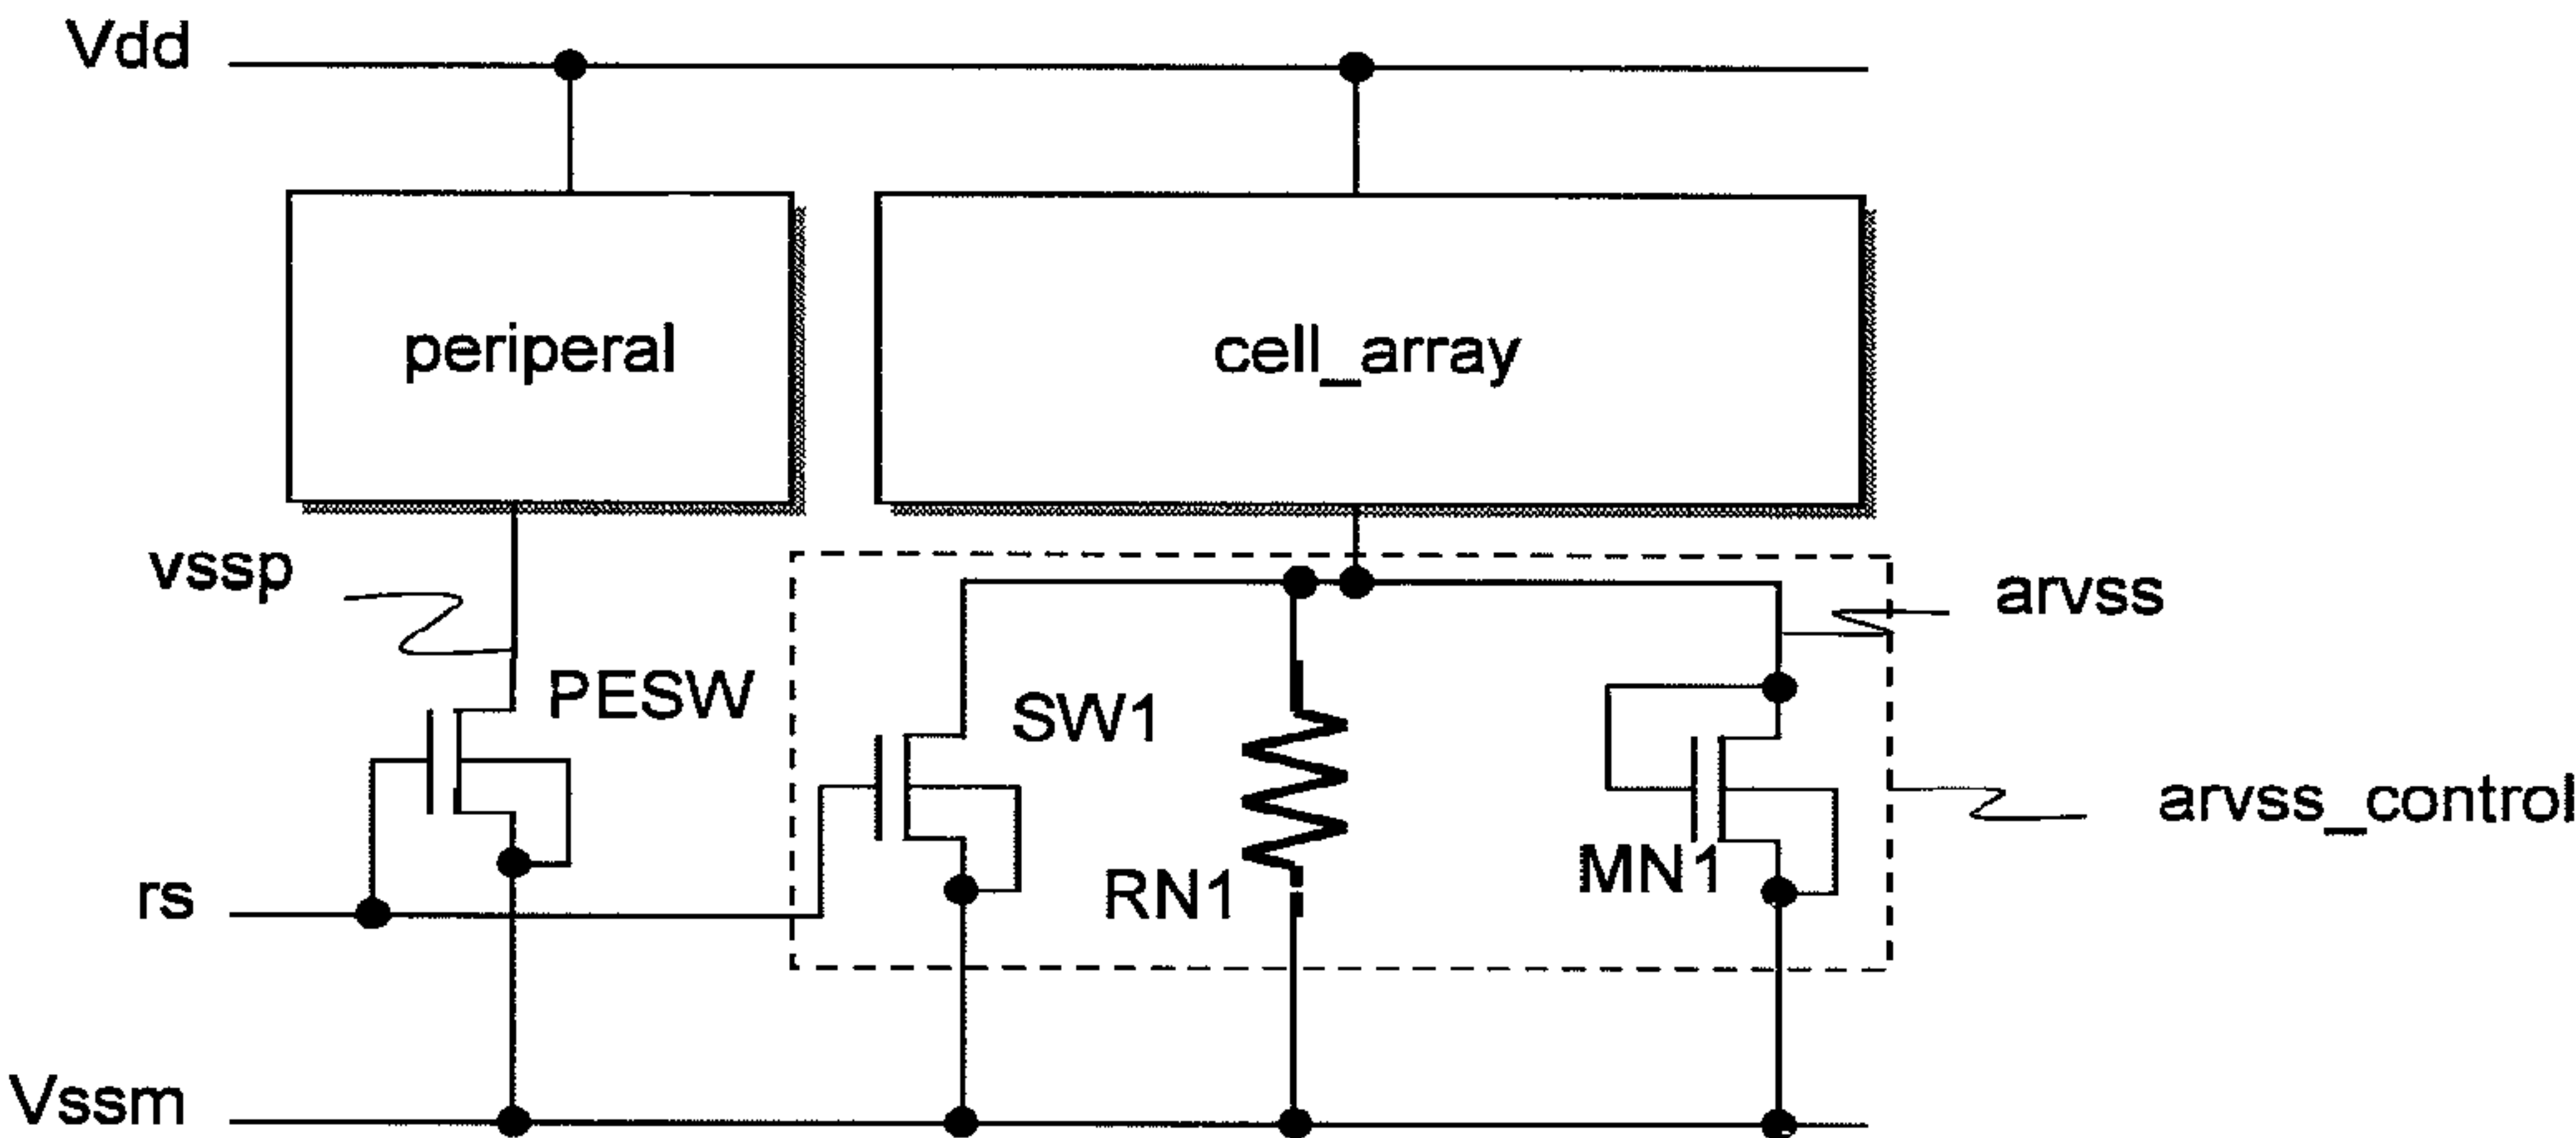 Vdd
periperal
cell_array
vssp
arvss
PESW
SW1
arvss_control
MN1
RN1
rs
Vssm